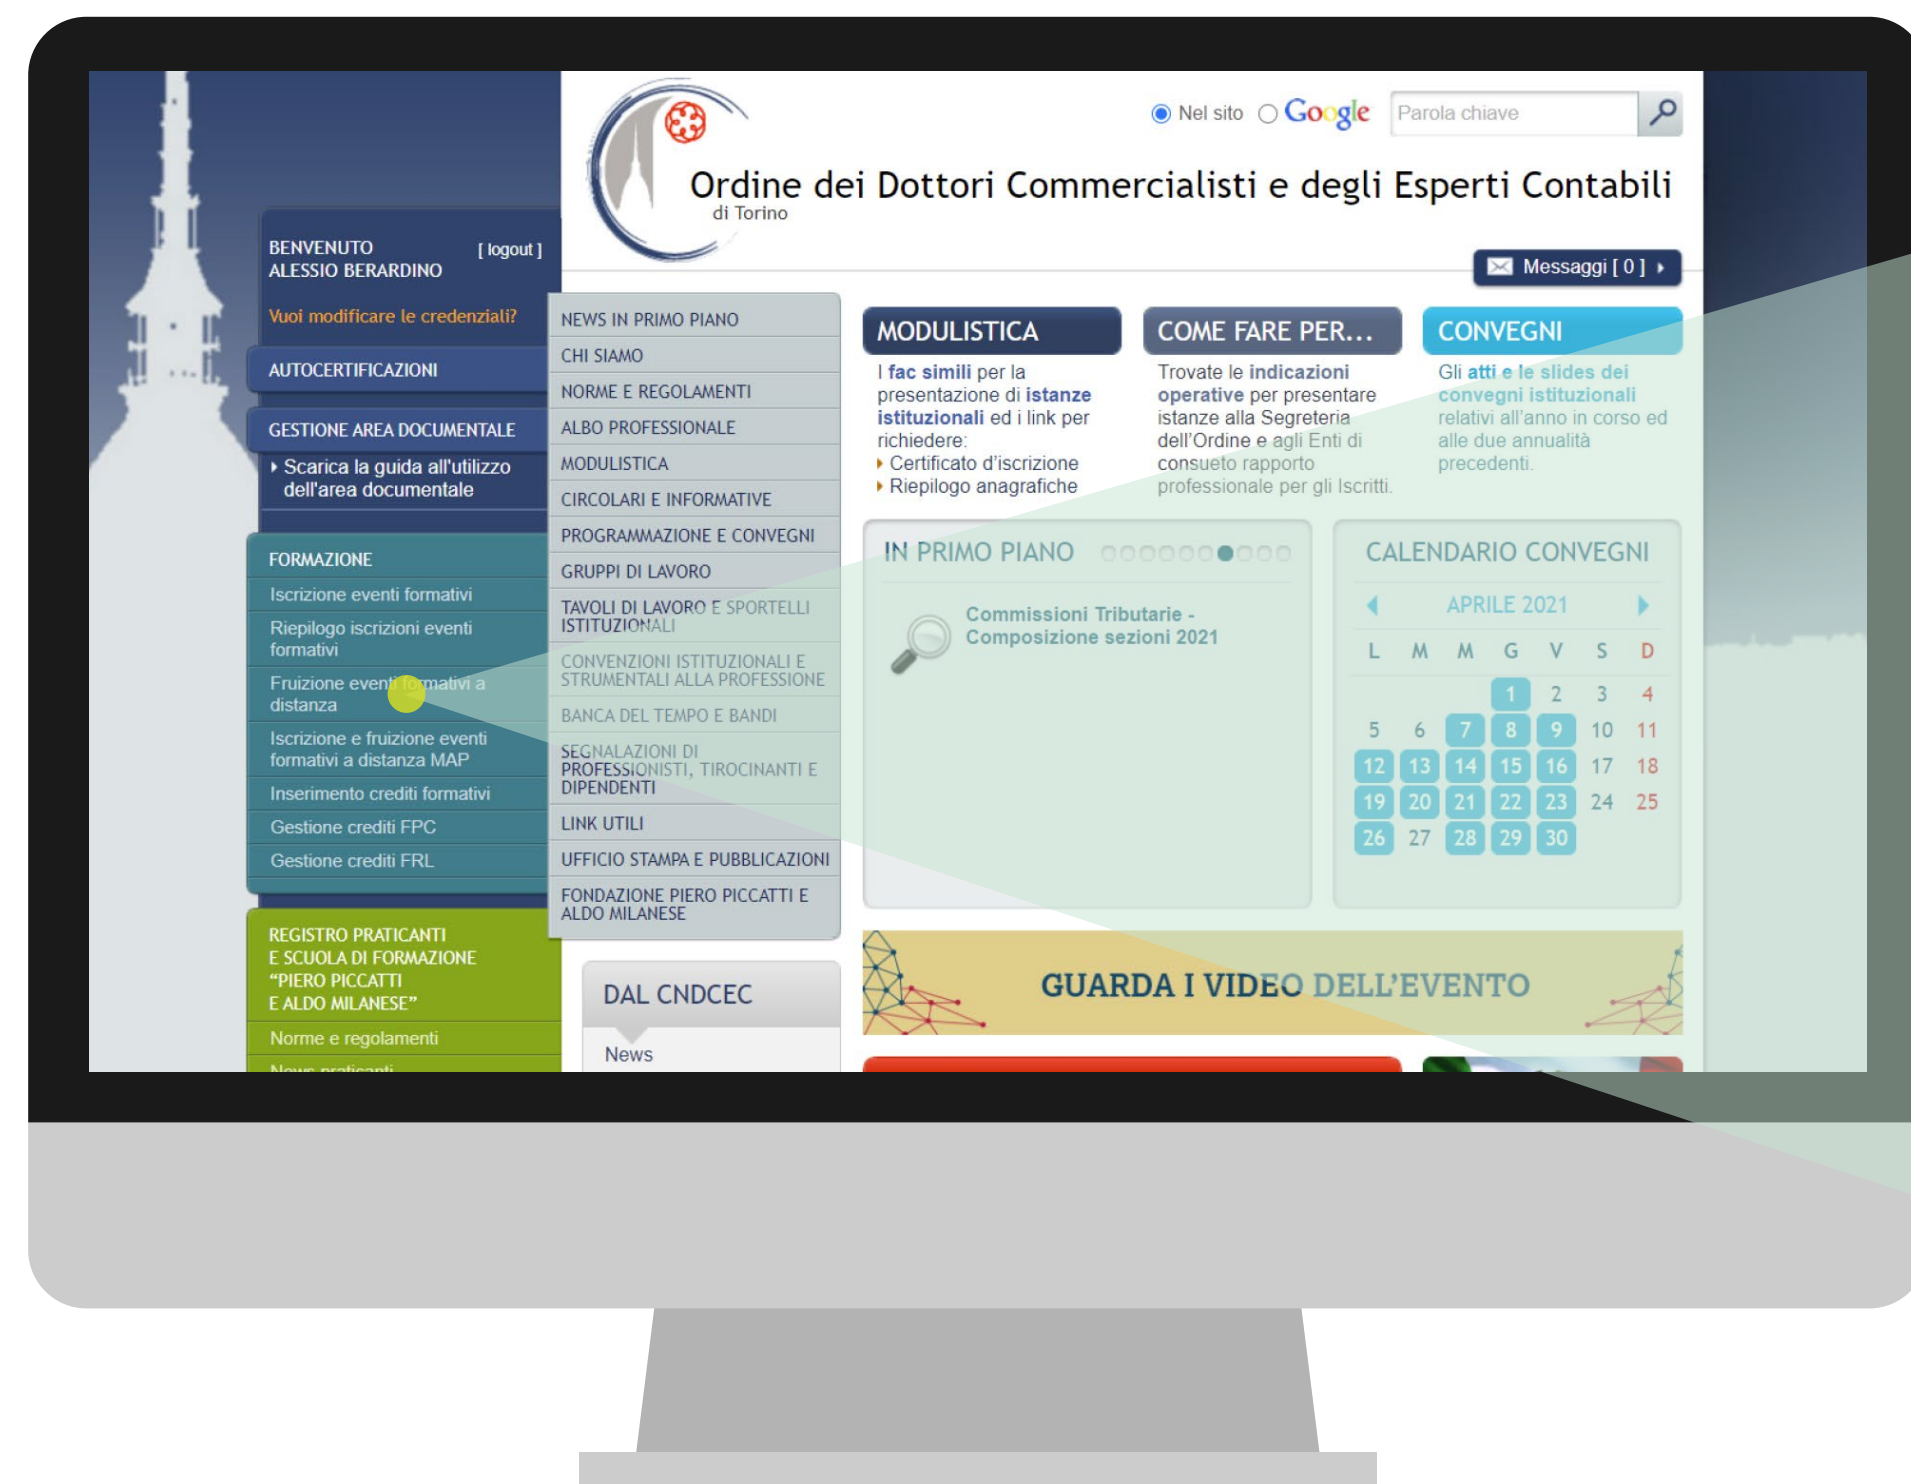 Nel sito
Google
Parola chiave
Ordine dei Dottori Commercialisti e degli Esperti Contabili
di Torino
Messaggi [ 0 ]
BENVENUTO
[ logout ]
ALESSIO BERARDINO
Vuoi modificare le credenziali?
AUTOCERTIFICAZIONI
GESTIONE AREA DOCUMENTALE
Scarica la guida all'utilizzo
dell'area documentale
FORMAZIONE
Iscrizione eventi formativi
Riepilogo iscrizioni eventi
formativi
Fruizione eventi formativi a
distanza
Iscrizione e fruizione eventi
formativi a distanza MAP
Inserimento crediti formativi
Gestione crediti FPC
Gestione crediti FRL
REGISTRO PRATICANTI
E SCUOLA DI FORMAZIONE
“PIERO PICCATTI
E ALDO MILANESE”
Norme e regolamenti
News praticanti
NEWS IN PRIMO PIANO
CHI SIAMO
NORME E REGOLAMENTI
ALBO PROFESSIONALE
MODULISTICA
CIRCOLARI E INFORMATIVE
PROGRAMMAZIONE E CONVEGNI
GRUPPI DI LAVORO
TAVOLI DI LAVORO E SPORTELLI
ISTITUZIONALI
CONVENZIONI ISTITUZIONALI E
STRUMENTALI ALLA PROFESSIONE
BANCA DEL TEMPO E BANDI
SEGNALAZIONI DI
PROFESSIONISTI, TIROCINANTI E
DIPENDENTI
LINK UTILI
UFFICIO STAMPA E PUBBLICAZIONI
FONDAZIONE PIERO PICCATTI E
ALDO MILANESE
DAL CNDCEC
News
MODULISTICA
I fac simili per la
presentazione di istanze
istituzionali ed i link per
richiedere:
Certificato d’iscrizione
Riepilogo anagrafiche
COME FARE PER...
Trovate le indicazioni
operative per presentare
istanze alla Segreteria
dell’Ordine e agli Enti di
consueto rapporto
professionale per gli Iscritti.
CONVEGNI
Gli atti e le slides dei
convegni istituzionali
relativi all’anno in corso ed
alle due annualità
precedenti.
IN PRIMO PIANO
Commissioni Tributarie -
Composizione sezioni 2021
CALENDARIO CONVEGNI
APRILE 2021
L M M G V S D
1 2 3 4
5 6 7 8 9 10 11
12 13 14 15 16 17 18
19 20 21 22 23 24 25
26 27 28 29 30
GUARDA I VIDEO DELL’EVENTO